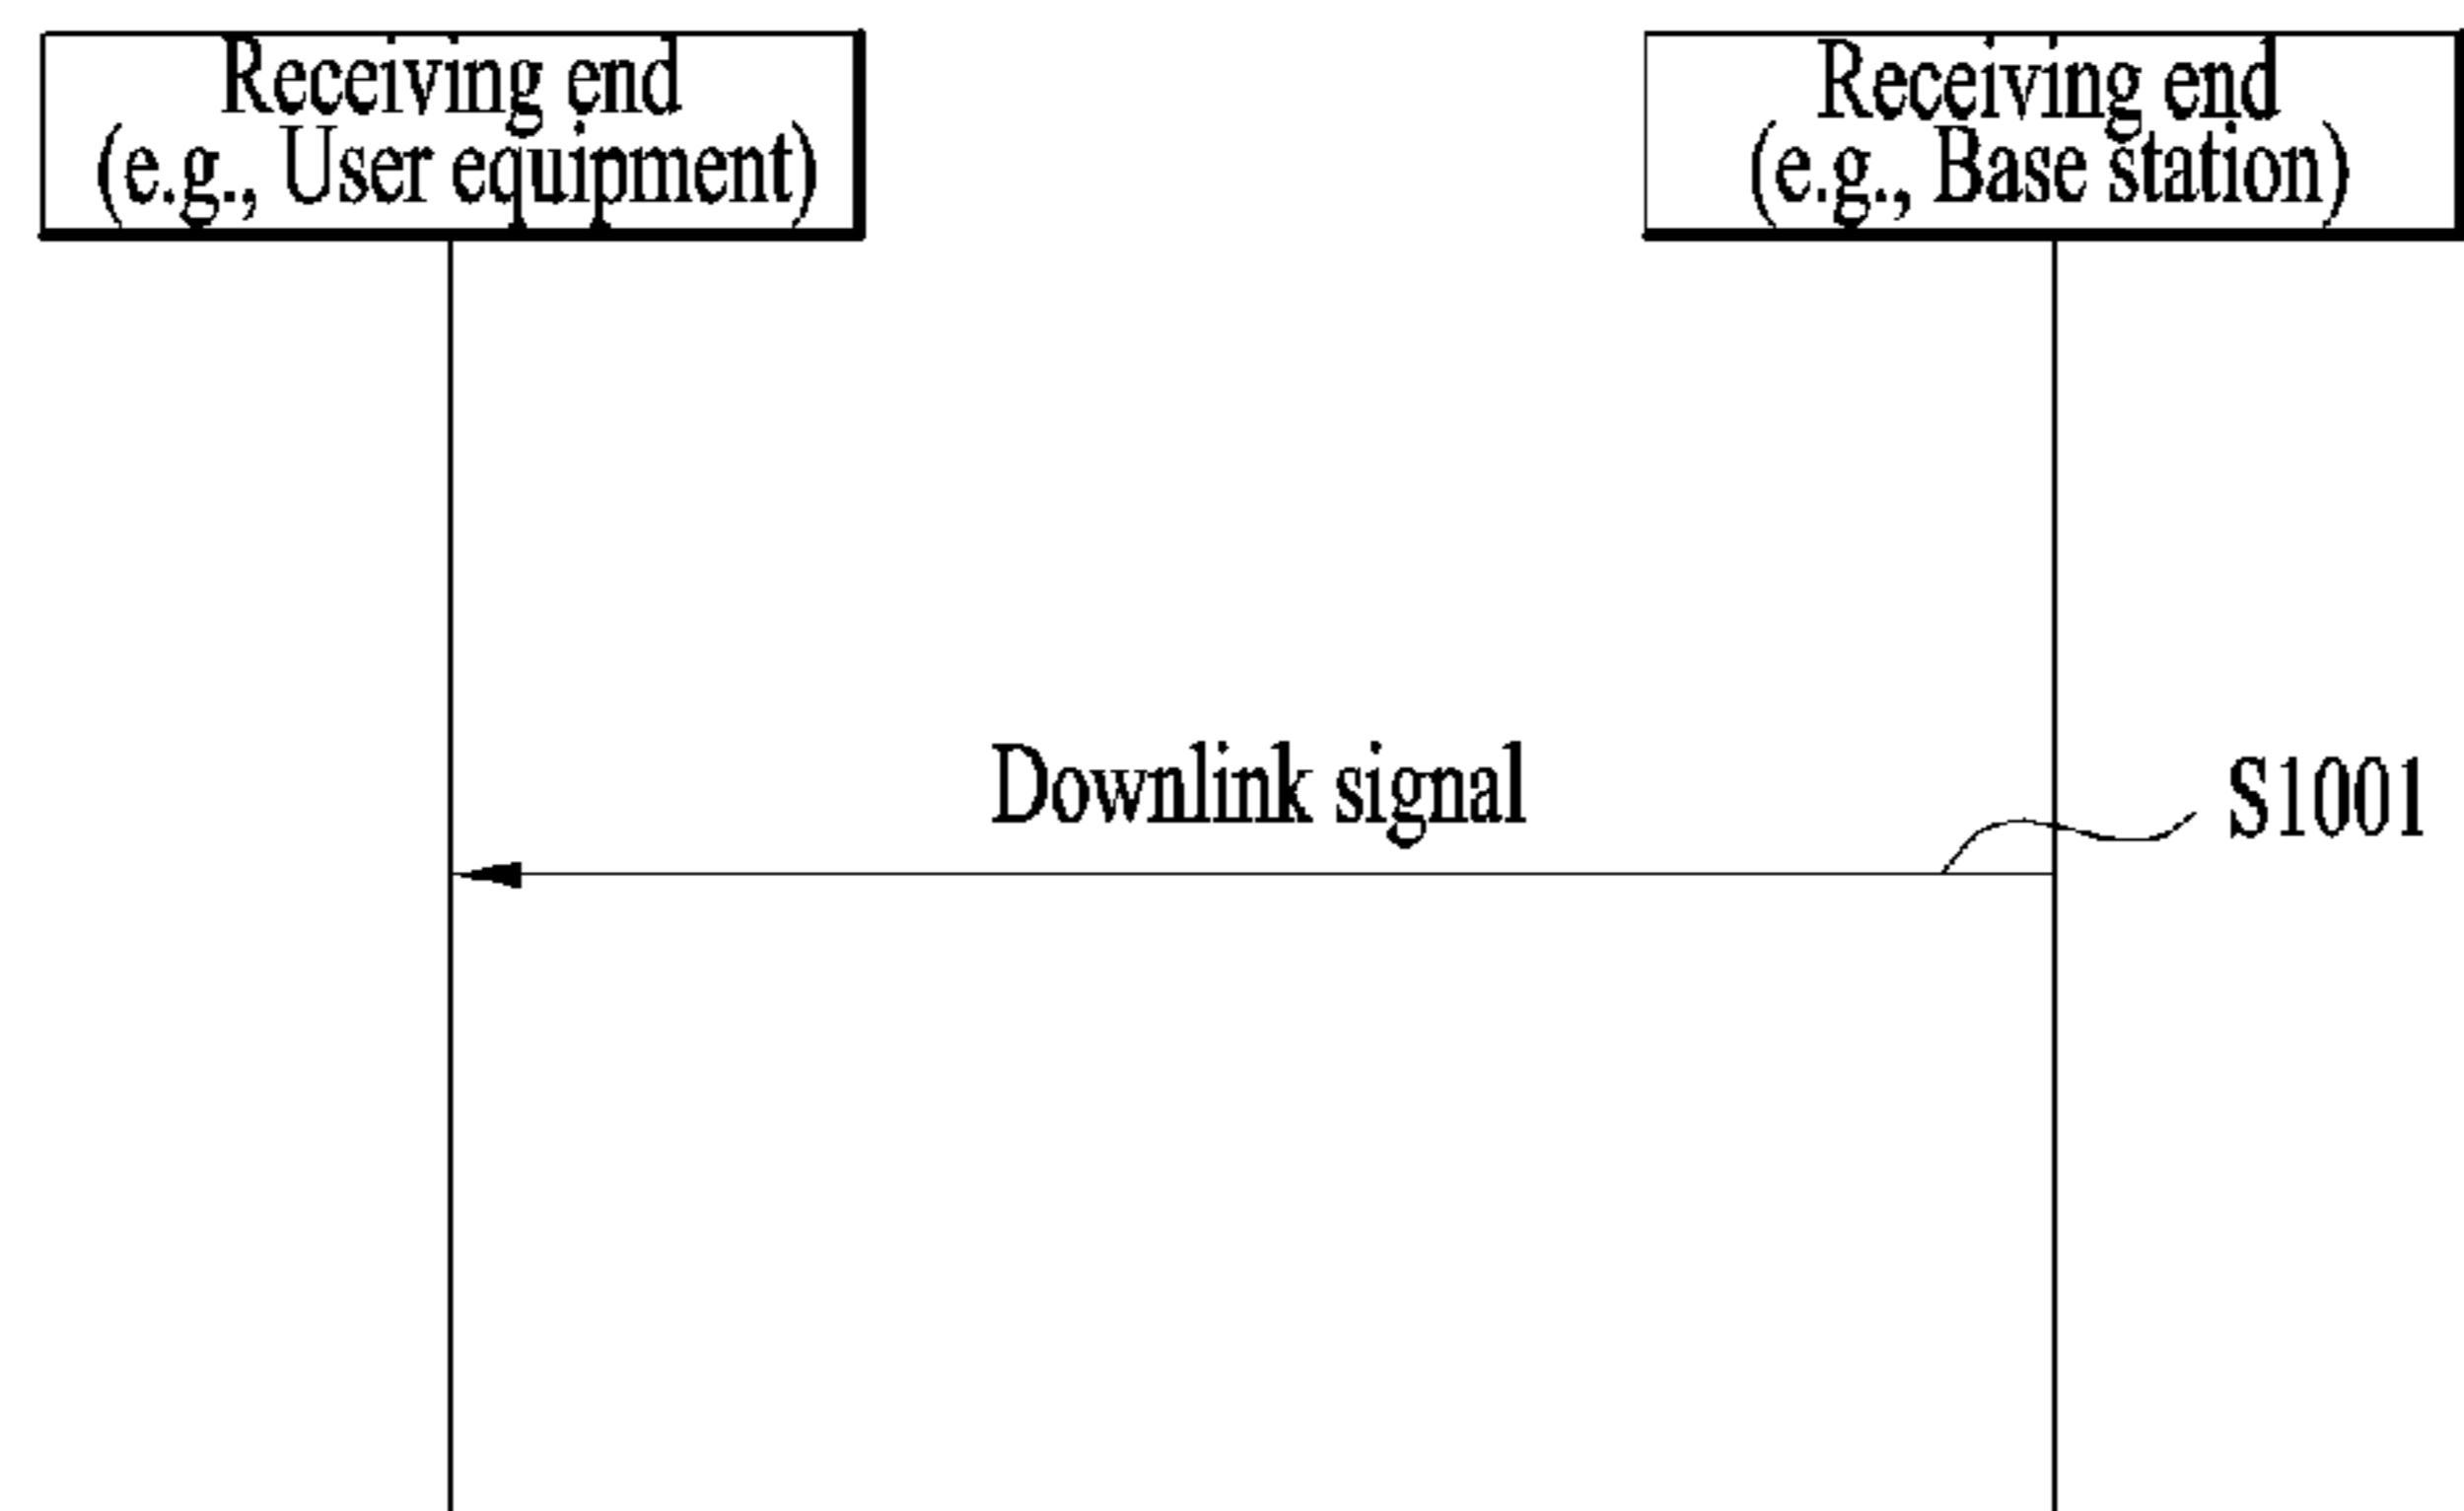 Receiving end
(e.g., User equipment)
Receiving end
(e.g., Base station)
Downlink signal
S1001